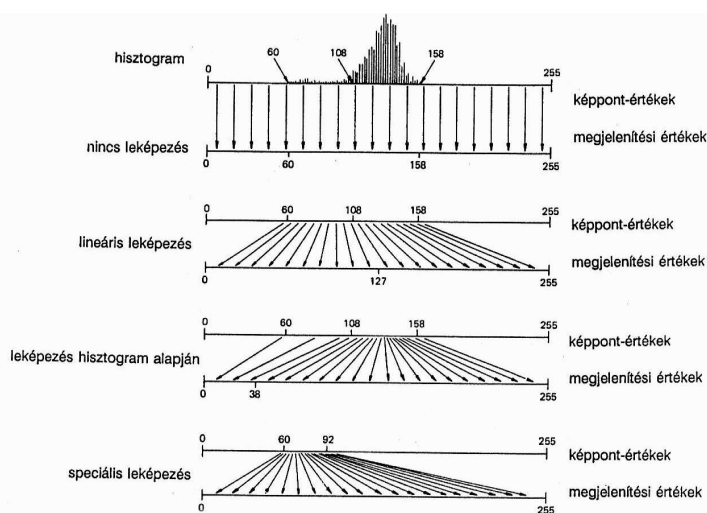 hisztogram
60
108
158
0
255
képpont-értékek
megjelenítési értékek
nincs leképezés
0
60
158
255
0
60
108
158
255
képpont-értékek
lineáris leképezés
megjelenítési értékek
0
127
255
0
60
108
158
255
képpont-értékek
leképezés hisztogram alapján
megjelenítési értékek
0
38
255
0
60
92
255
képpont-értékek
speciális leképezés
megjelenítési értékek
0
255